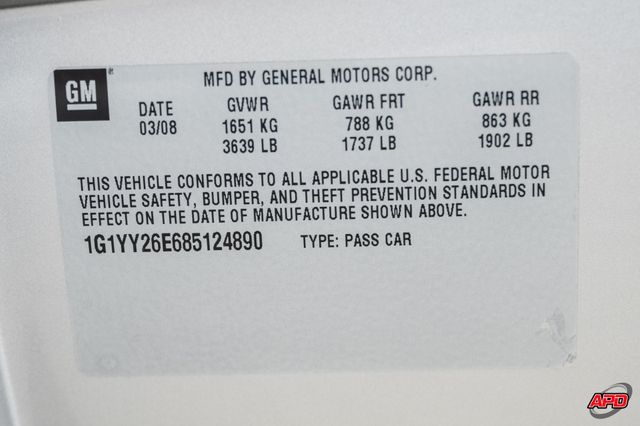 GM
MFD BY GENERAL MOTORS CORP.
DATE GVWR GAWR FRT GAWR RR
03/08 1651 KG 788 KG 863 KG
3639 LB 1737 LB 1902 LB
THIS VEHICLE CONFORMS TO ALL APPLICABLE U.S. FEDERAL MOTOR
VEHICLE SAFETY, BUMPER, AND THEFT PREVENTION STANDARDS IN
EFFECT ON THE DATE OF MANUFACTURE SHOWN ABOVE.
1G1YY26E685124890 TYPE: PASS CAR
APD